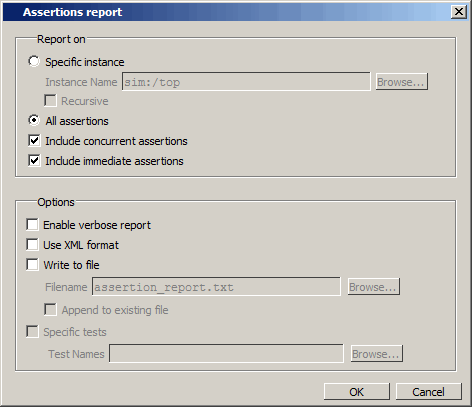 Assertions report
Report on
Specific instance
Instance Name sim:/top Browse...
Recursive
All assertions
Include concurrent assertions
Include immediate assertions
Options
Enable verbose report
Use XML format
Write to file
Filename assertion_report.txt Browse...
Append to existing file
Specific tests
Test Names Browse...
OK Cancel